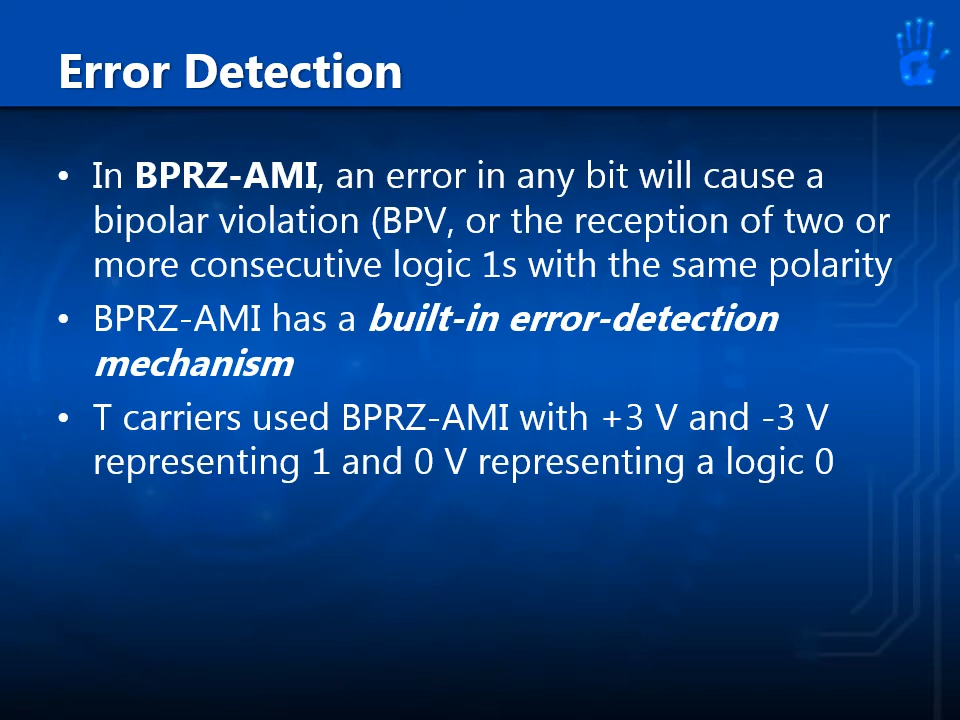 Error Detection
• In BPRZ-AMI, an error in any bit will cause a
bipolar violation (BPV, or the reception of two or
more consecutive logic 1s with the same polarity
• BPRZ-AMI has a built-in error-detection
mechanism
• T carriers used BPRZ-AMI with +3 V and -3 V
representing 1 and 0 V representing a logic 0